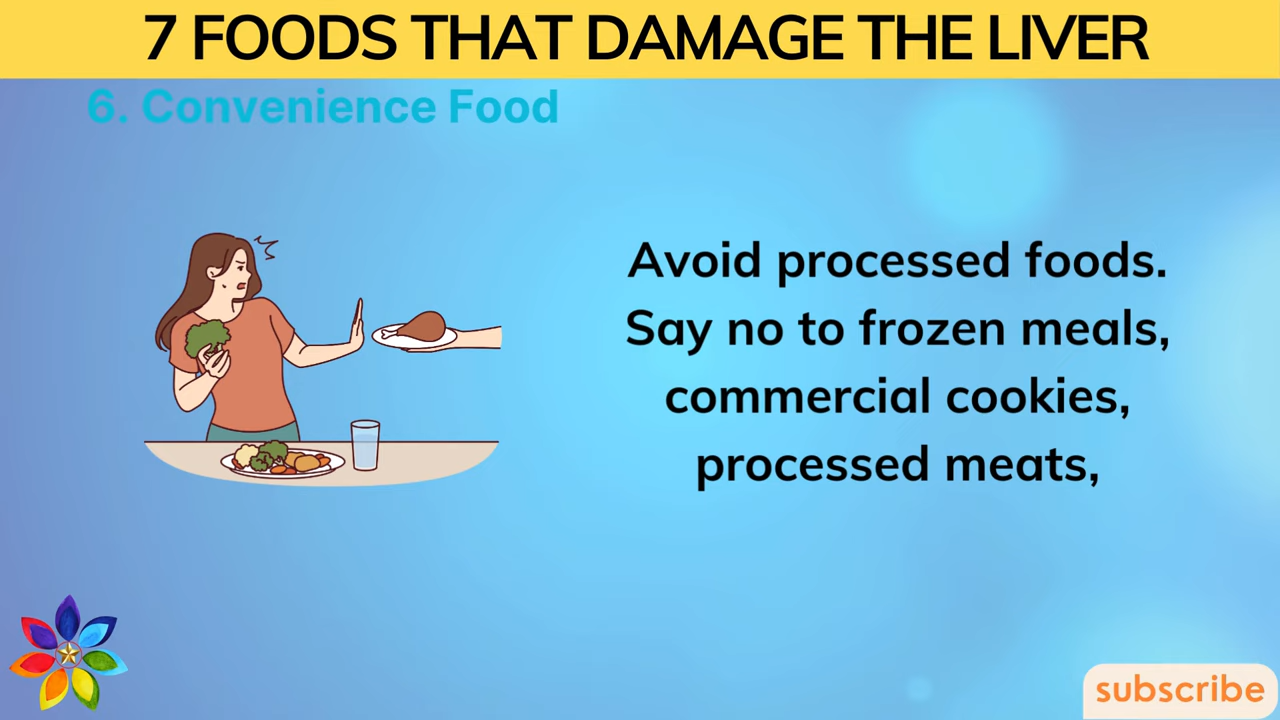 7 FOODS THAT DAMAGE THE LIVER
6. Convenience Food
Avoid processed foods.
Say no to frozen meals,
commercial cookies,
processed meats,
subscribe